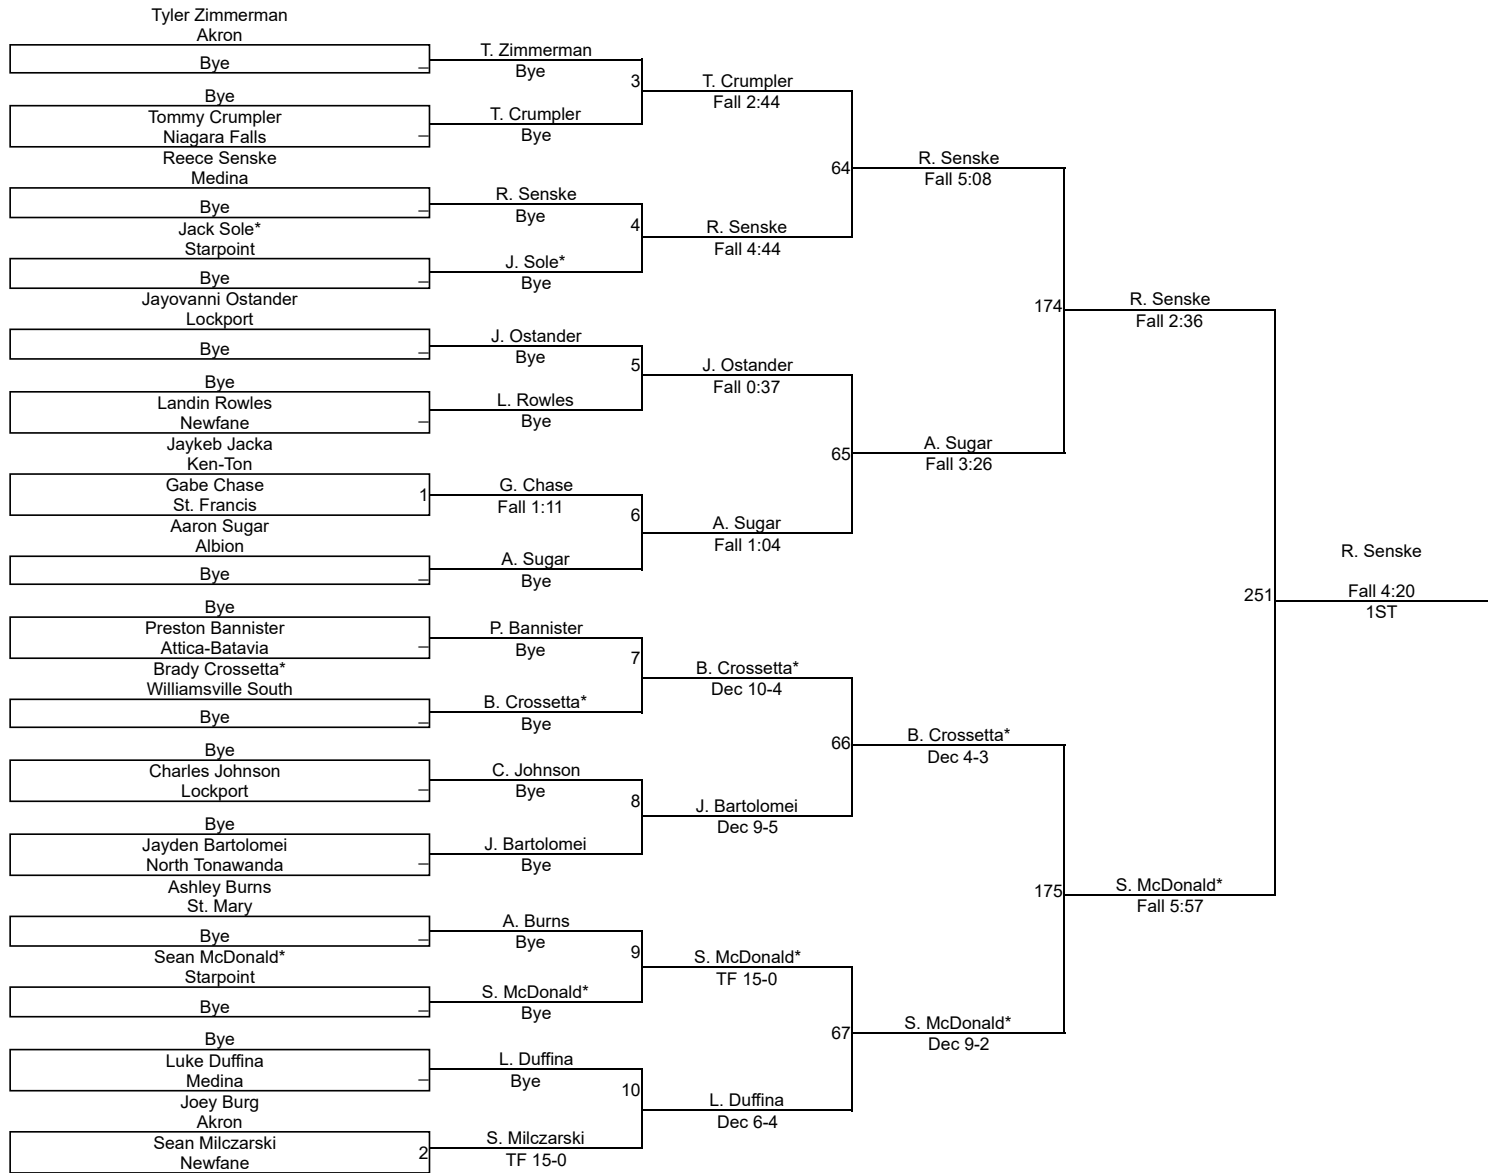 Tyler Zimmerman
Akron
Bye _
Bye
Tommy Crumpler
Niagara Falls _
Reece Senske
Medina
Bye _
Jack Sole*
Starpoint
Bye _
Jayovanni Ostander
Lockport
Bye _
Bye
Landin Rowles
Newfane _
Jaykeb Jacka
Ken-Ton
Gabe Chase
St. Francis
1
Aaron Sugar
Albion
Bye _
Bye
Preston Bannister
Attica-Batavia _
Brady Crossetta*
Williamsville South
Bye _
Bye
Charles Johnson
Lockport _
Bye
Jayden Bartolomei
North Tonawanda _
Ashley Burns
St. Mary
Bye _
Sean McDonald*
Starpoint
Bye _
Bye
Luke Duffina
Medina _
Joey Burg
Akron
Sean Milczarski
Newfane
2
T. Zimmerman
Bye
3
T. Crumpler
Bye
R. Senske
Bye
4
J. Sole*
Bye
J. Ostander
Bye
5
L. Rowles
Bye
G. Chase
Fall 1:11
6
A. Sugar
Bye
P. Bannister
Bye
7
B. Crossetta*
Bye
C. Johnson
Bye
8
J. Bartolomei
Bye
A. Burns
Bye
9
S. McDonald*
Bye
L. Duffina
Bye
10
S. Milczarski
TF 15-0
T. Crumpler
Fall 2:44
64
R. Senske
Fall 4:44
J. Ostander
Fall 0:37
65
A. Sugar
Fall 1:04
B. Crossetta*
Dec 10-4
66
J. Bartolomei
Dec 9-5
S. McDonald*
TF 15-0
67
L. Duffina
Dec 6-4
R. Senske
Fall 5:08
174
A. Sugar
Fall 3:26
B. Crossetta*
Dec 4-3
175
S. McDonald*
Dec 9-2
R. Senske
Fall 2:36
251
S. McDonald*
Fall 5:57
R. Senske
Fall 4:20
1ST